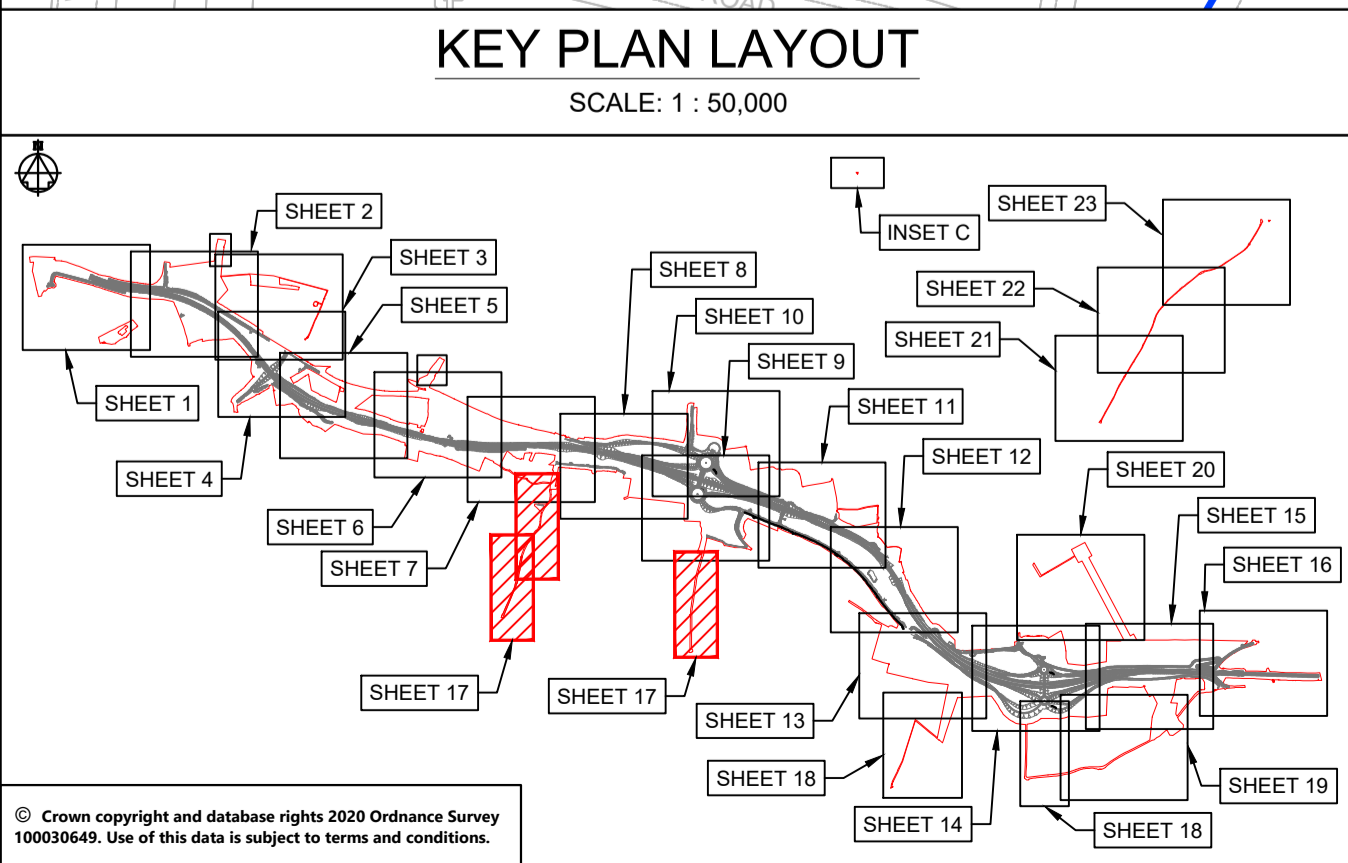 ROAD
KEY PLAN LAYOUT
SCALE: 1 : 50,000
N
SHEET 2
SHEET 23
INSET C
SHEET 3
SHEET 8
SHEET 22
SHEET 5
SHEET 10
SHEET 21
SHEET 9
SHEET 1
SHEET 11
SHEET 12
SHEET 4
SHEET 20
SHEET 6
SHEET 15
SHEET 7
SHEET 16
SHEET 17
SHEET 17
SHEET 13
SHEET 18
SHEET 19
SHEET 14
SHEET 18
© Crown copyright and database rights 2020 Ordnance Survey
100030649. Use of this data is subject to terms and conditions.